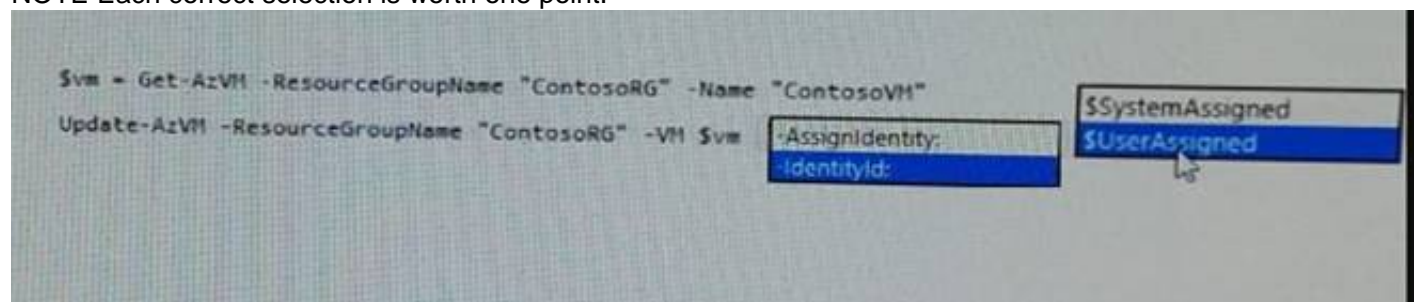 NOTE Each correct selection is worth one point.
$vm = Get-AzVM -ResourceGroupName "ContosoRG" -Name "ContosoVM"
Update-AzVM -ResourceGroupName "ContosoRG" -VM $vm
-AssignIdentity:
-IdentityId:
$SystemAssigned
$UserAssigned